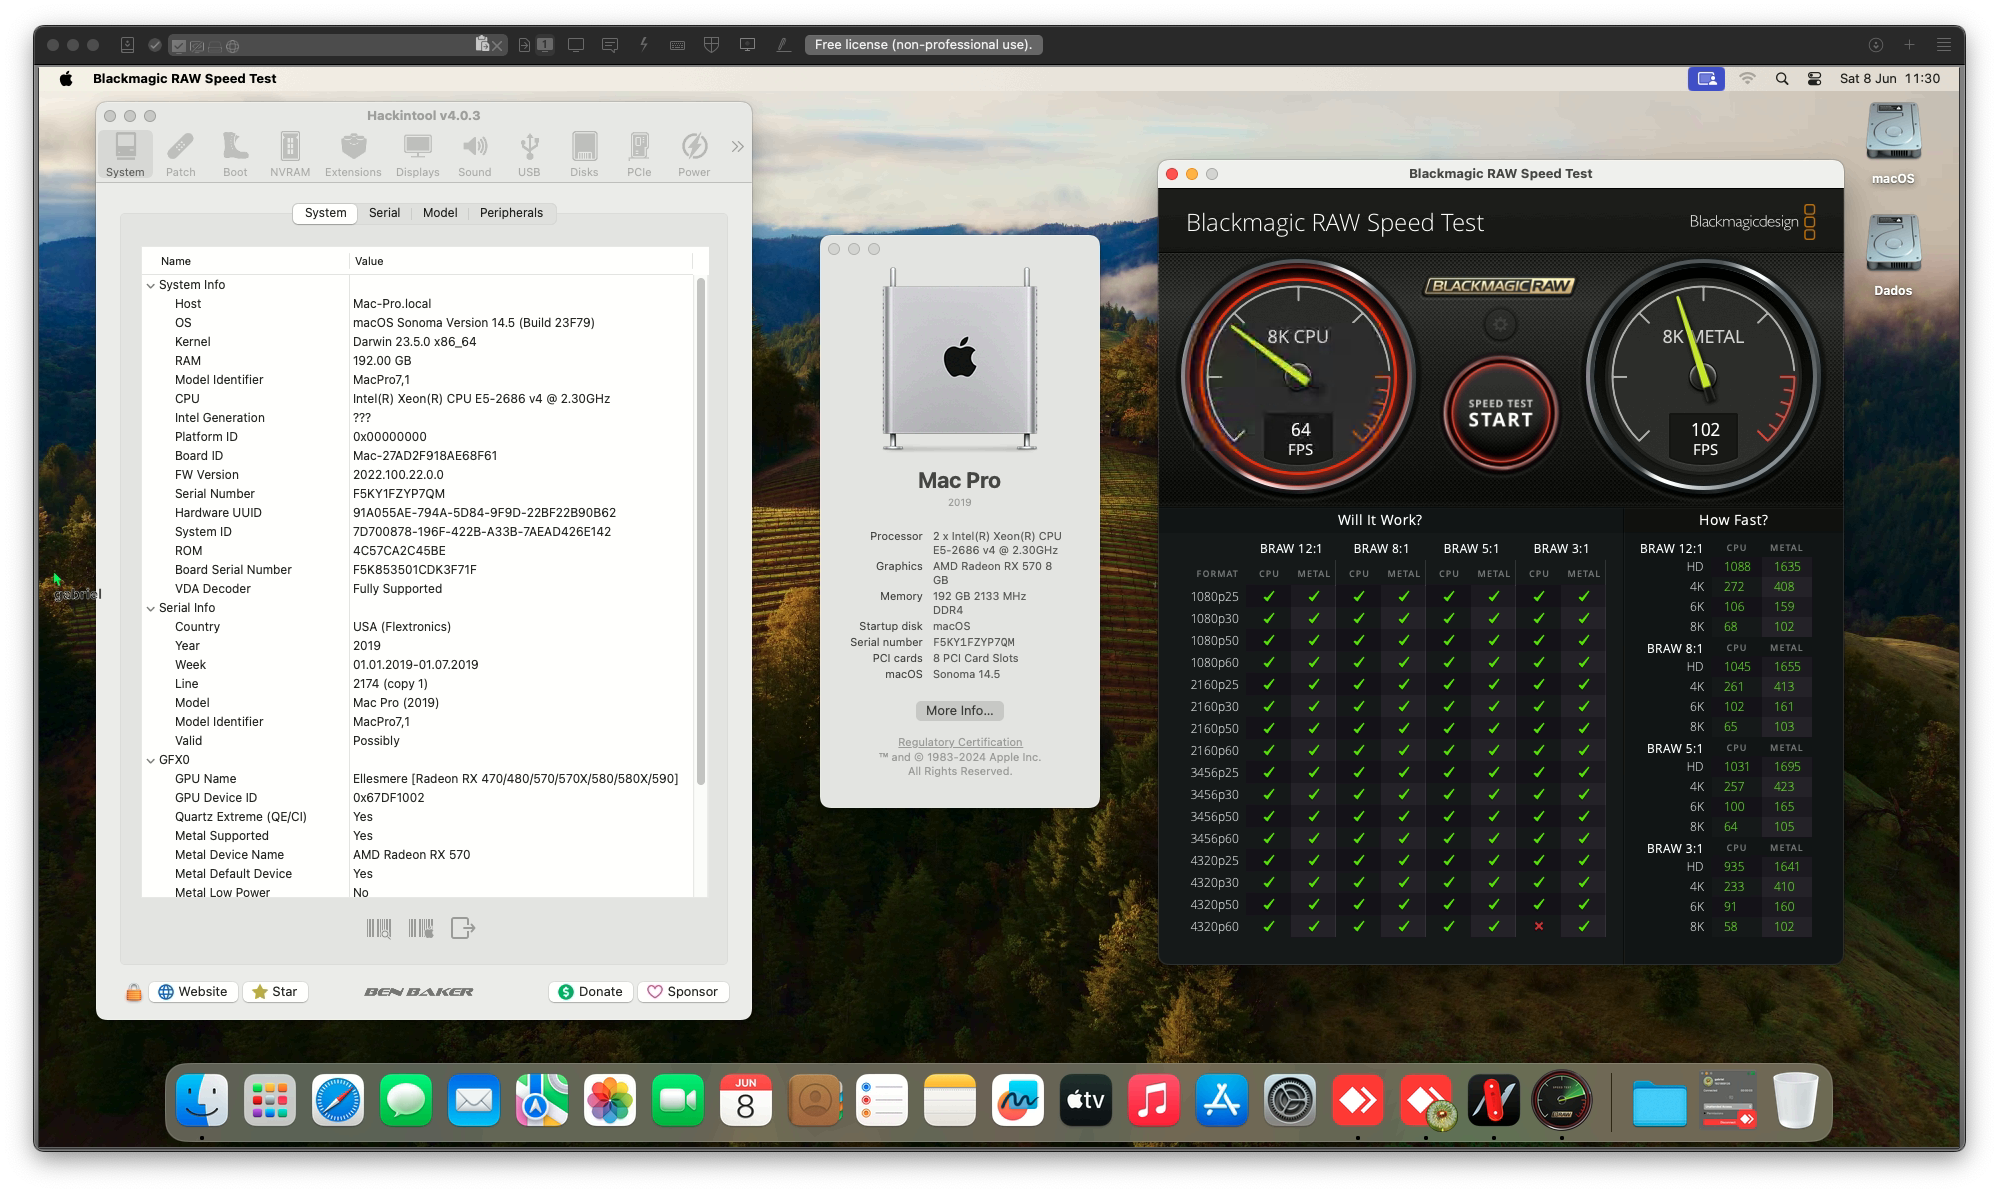 1
Free license (non-professional use).
Blackmagic RAW Speed Test
Sat 8 Jun 11:30
Hackintool v4.0.3
System Patch Boot NVRAM Extensions Displays Sound USB Disks PCIe Power
System Serial Model Peripherals
Name Value
System Info
Host Mac-Pro.local
OS macOS Sonoma Version 14.5 (Build 23F79)
Kernel Darwin 23.5.0 x86_64
RAM 192.00 GB
Model Identifier MacPro7,1
CPU Intel(R) Xeon(R) CPU E5-2686 v4 @ 2.30GHz
Intel Generation ???
Platform ID 0x00000000
Board ID Mac-27AD2F918AE68F61
FW Version 2022.100.22.0.0
Serial Number F5KY1FZYP7QM
Hardware UUID 91A055AE-794A-5D84-9F9D-22BF22B90B62
System ID 7D700878-196F-422B-A33B-7AEAD426E142
ROM 4C57CA2C45BE
Board Serial Number F5K853501CDK3F71F
VDA Decoder Fully Supported
Serial Info
Country USA (Flextronics)
Year 2019
Week 01.01.2019-01.07.2019
Line 2174 (copy 1)
Model Mac Pro (2019)
Model Identifier MacPro7,1
Valid Possibly
GFX0
GPU Name Ellesmere [Radeon RX 470/480/570/570X/580/580X/590]
GPU Device ID 0x67DF1002
Quartz Extreme (QE/CI) Yes
Metal Supported Yes
Metal Device Name AMD Radeon RX 570
Metal Default Device Yes
Metal Low Power No
Website Star BEN BAKER Donate Sponsor
gabriel
Mac Pro
2019
Processor 2 x Intel(R) Xeon(R) CPU
E5-2686 v4 @ 2.30GHz
Graphics AMD Radeon RX 570 8
GB
Memory 192 GB 2133 MHz
DDR4
Startup disk macOS
Serial number F5KY1FZYP7QM
PCI cards 8 PCI Card Slots
macOS Sonoma 14.5
More Info...
Regulatory Certification
™ and © 1983-2024 Apple Inc.
All Rights Reserved.
Blackmagic RAW Speed Test
Blackmagic RAW Speed Test
Blackmagicdesign
BLACKMAGIC RAW
8K CPU
64
FPS
SPEED TEST
START
8K METAL
102
FPS
Will It Work?
BRAW 12:1 BRAW 8:1 BRAW 5:1 BRAW 3:1
FORMAT CPU METAL CPU METAL CPU METAL CPU METAL
1080p25 ✓ ✓ ✓ ✓ ✓ ✓ ✓ ✓
1080p30 ✓ ✓ ✓ ✓ ✓ ✓ ✓ ✓
1080p50 ✓ ✓ ✓ ✓ ✓ ✓ ✓ ✓
1080p60 ✓ ✓ ✓ ✓ ✓ ✓ ✓ ✓
2160p25 ✓ ✓ ✓ ✓ ✓ ✓ ✓ ✓
2160p30 ✓ ✓ ✓ ✓ ✓ ✓ ✓ ✓
2160p50 ✓ ✓ ✓ ✓ ✓ ✓ ✓ ✓
2160p60 ✓ ✓ ✓ ✓ ✓ ✓ ✓ ✓
3456p25 ✓ ✓ ✓ ✓ ✓ ✓ ✓ ✓
3456p30 ✓ ✓ ✓ ✓ ✓ ✓ ✓ ✓
3456p50 ✓ ✓ ✓ ✓ ✓ ✓ ✓ ✓
3456p60 ✓ ✓ ✓ ✓ ✓ ✓ ✓ ✓
4320p25 ✓ ✓ ✓ ✓ ✓ ✓ ✓ ✓
4320p30 ✓ ✓ ✓ ✓ ✓ ✓ ✓ ✓
4320p50 ✓ ✓ ✓ ✓ ✓ ✓ ✓ ✓
4320p60 ✓ ✓ ✓ ✓ ✓ ✓ × ✓
How Fast?
BRAW 12:1 CPU METAL
HD 1088 1635
4K 272 408
6K 106 159
8K 68 102
BRAW 8:1 CPU METAL
HD 1045 1655
4K 261 413
6K 102 161
8K 65 103
BRAW 5:1 CPU METAL
HD 1031 1695
4K 257 423
6K 100 165
8K 64 105
BRAW 3:1 CPU METAL
HD 935 1641
4K 233 410
6K 91 160
8K 58 102
macOS
Dados
JUN
8
tv